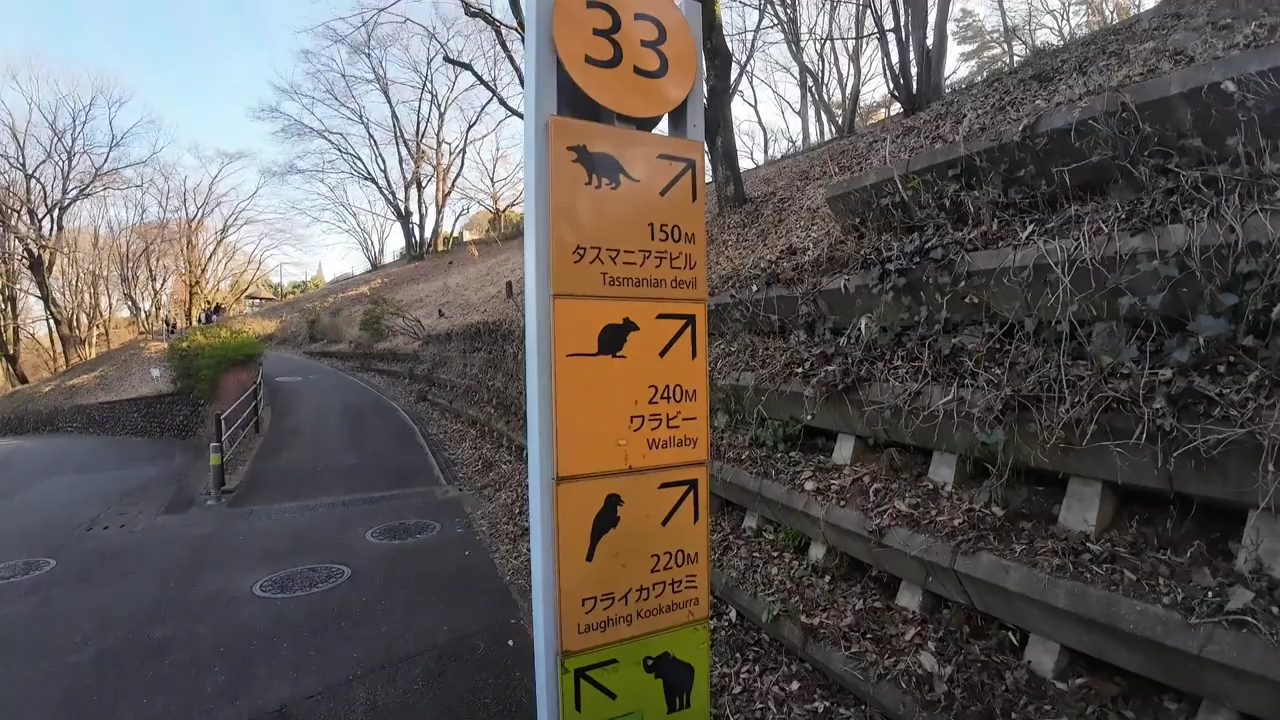 33
150M
タスマニアデビル
Tasmanian devil
240M
ワラビー
Wallaby
220M
ワライカワセミ
Laughing Kookaburra